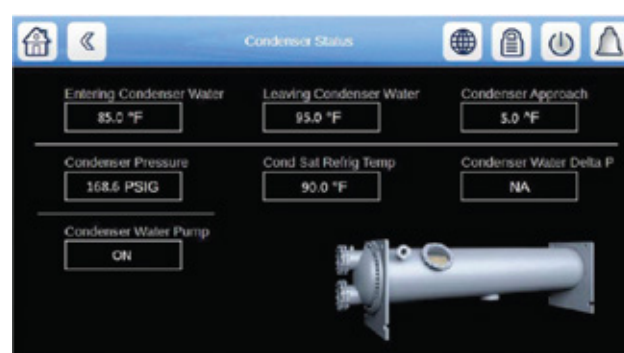 Condenser Status
Entering Condenser Water
Leaving Condenser Water
Condenser Approach
85.0 °F
95.0 °F
5.0 °F
Condenser Pressure
Cond Sat Refrig Temp
Condenser Water Delta P
168.6 PSIG
90.0 °F
NA
Condenser Water Pump
ON